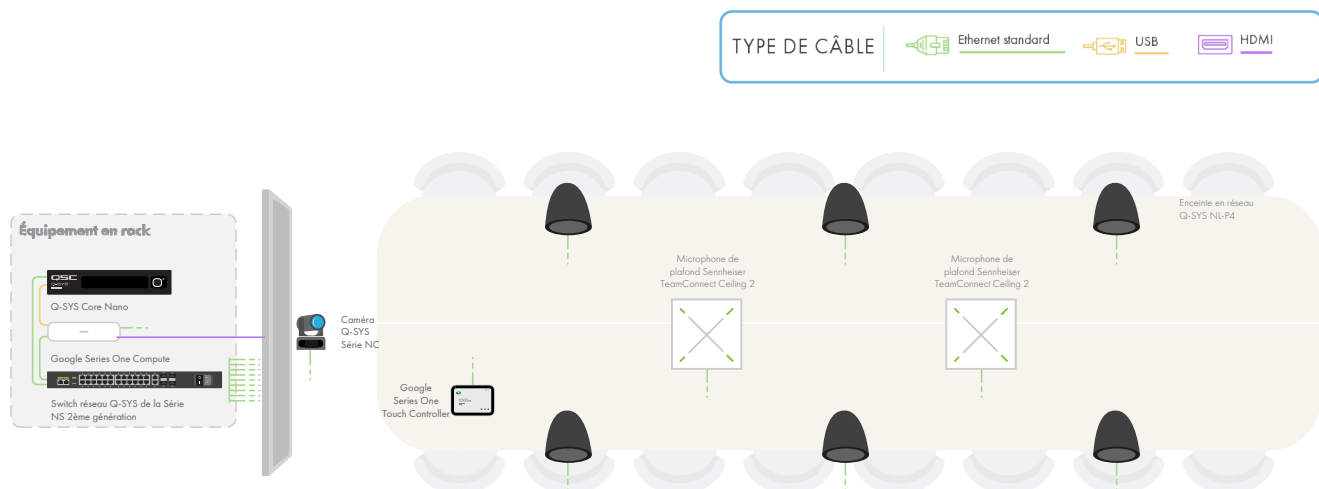 TYPE DE CÂBLE
Ethernet standard
USB
HDMI
Équipement en rack
QSC
Q-SYS Core Nano
Google Series One Compute
Switch réseau Q-SYS de la Série
NS 2ème génération
Caméra
Q-SYS
Série NC
Google
Series One
Touch Controller
Microphone de
plafond Sennheiser
TeamConnect Ceiling 2
Microphone de
plafond Sennheiser
TeamConnect Ceiling 2
Enceinte en réseau
Q-SYS NL-P4